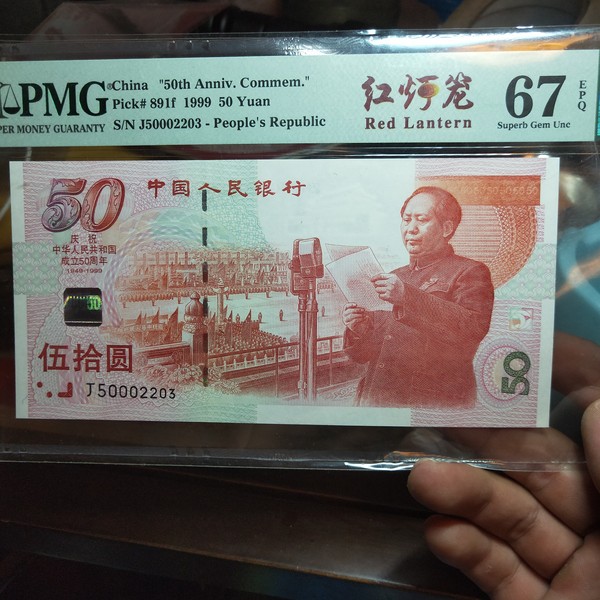 PMG
PER MONEY GUARANTY
China "50th Anniv. Commem."
Pick# 891f 1999 50 Yuan
S/N J50002203 - People's Republic
红灯笼
Red Lantern
67
EPQ
Superb Gem Unc
50
中国人民银行
庆祝
中华人民共和国
成立50周年
1949-1999
伍拾圆
J50002203
50